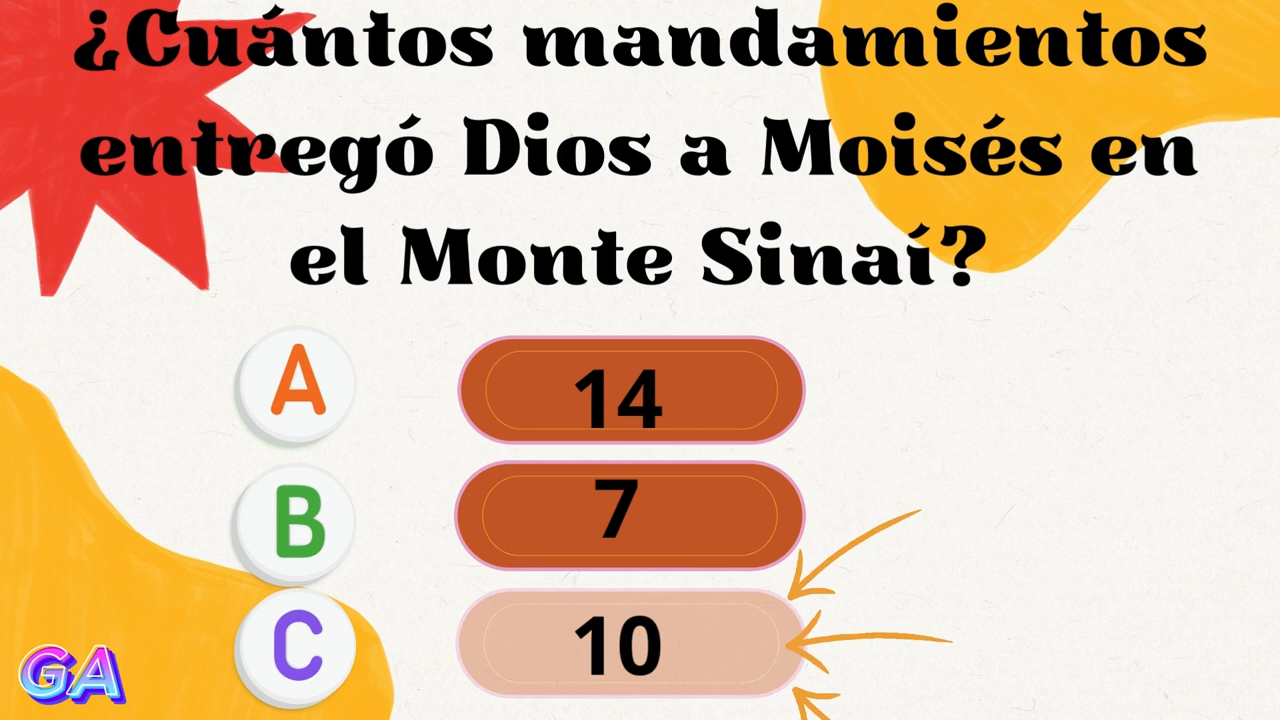 ¿Cuántos mandamientos
entregó Dios a Moisés en
el Monte Sinaí?
A 14
B 7
C 10
GA